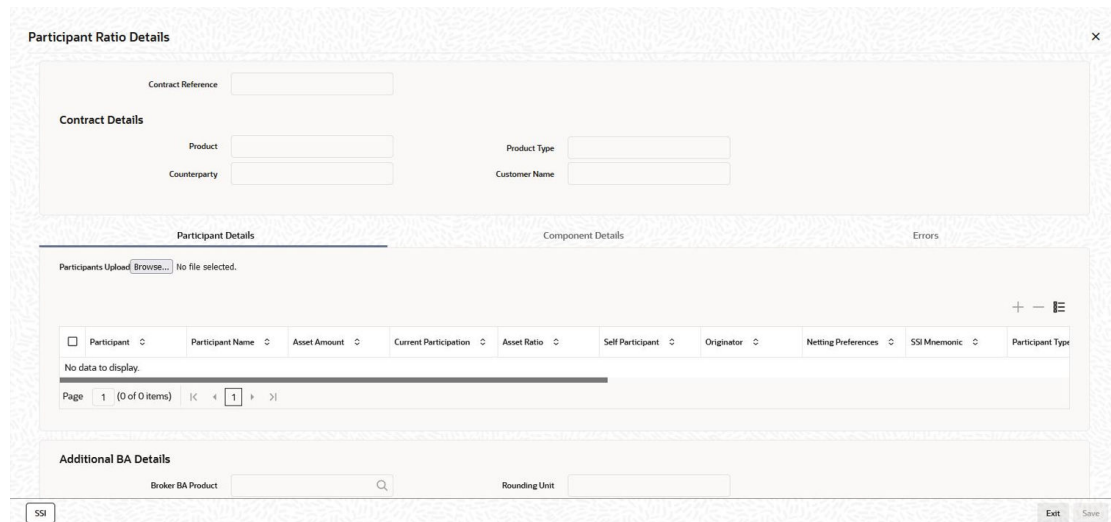 Participant Ratio Details
Contract Reference
Contract Details
Product Product Type
Counterparty Customer Name
Participant Details Component Details Errors
Participants Upload Browse... No file selected.
Participant Participant Name Asset Amount Current Participation Asset Ratio Self Participant Originator Netting Preferences SSI Mnemonic Participant Type
No data to display.
Page 1 (0 of 0 items) 1
Additional BA Details
Broker BA Product Rounding Unit
SSI Exit Save